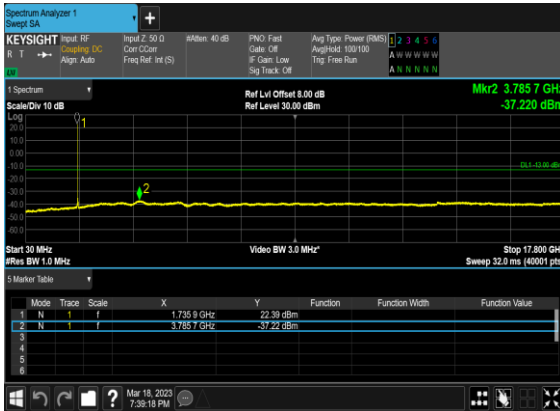 Spectrum Analyzer 1
Swept SA
+
KEYSIGHT
R T
LXI
Input: RF
Coupling: DC
Align: Auto
Input Z: 50 Ω
Corr CCorr
Freq Ref: Int (S)
#Atten: 40 dB
PNO: Fast
Gate: Off
IF Gain: Low
Sig Track: Off
Avg Type: Power (RMS)
Avg|Hold: 100/100
Trig: Free Run
1 2 3 4 5 6
A W W W W W
A N N N N N
1 Spectrum
Scale/Div 10 dB
Ref Lvl Offset 8.00 dB
Ref Level 30.00 dBm
Mkr2 3.785 7 GHz
-37.220 dBm
Log
20.0
10.0
0.00
-10.0
-20.0
-30.0
-40.0
-50.0
-60.0
1
2
DL1 -13.00 dBm
Start 30 MHz
#Res BW 1.0 MHz
Video BW 3.0 MHz*
Stop 17.800 GHz
Sweep 32.0 ms (40001 pts)
5 Marker Table
Mode Trace Scale X Y Function Function Width Function Value
1 N 1 f 1.735 9 GHz 22.39 dBm
2 N 1 f 3.785 7 GHz -37.22 dBm
3
4
5
6
?
Mar 18, 2023
7:39:18 PM